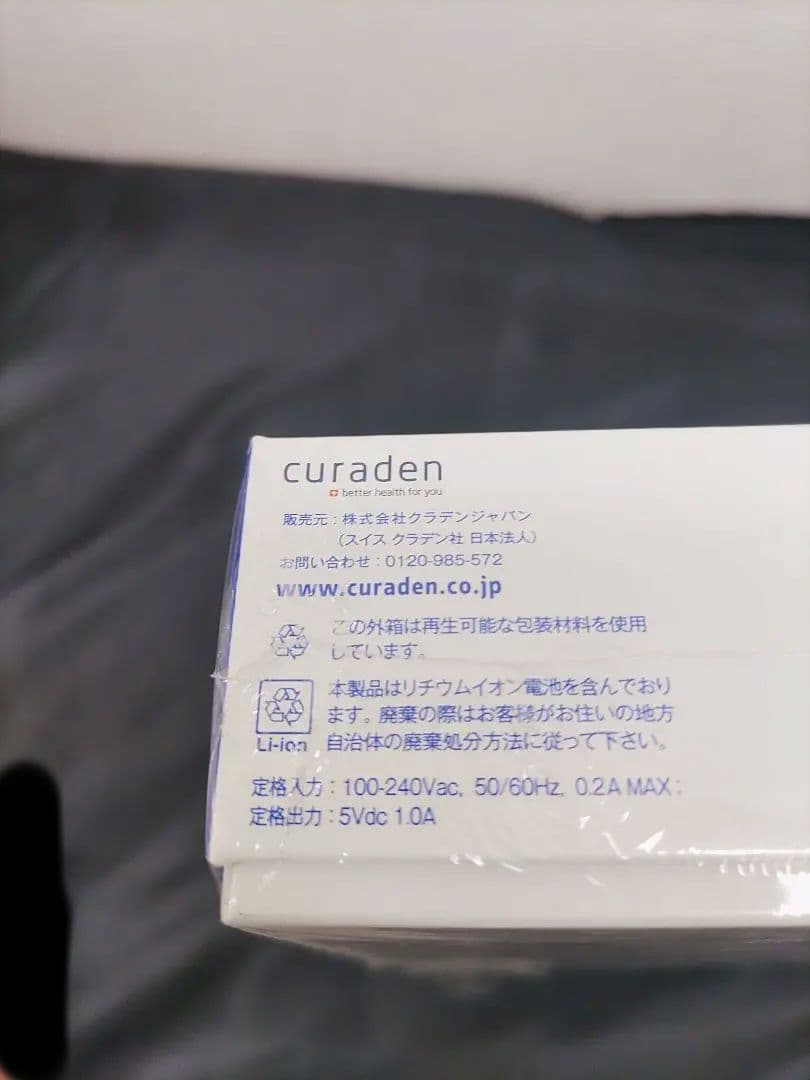 curaden
better health for you
販売元：株式会社クラデンジャパン
（スイス クラデン社 日本法人）
お問い合わせ：0120-985-572
www.curaden.co.jp
この外箱は再生可能な包装材料を使用
しています。
本製品はリチウムイオン電池を含んでおり
ます。廃棄の際はお客様がお住いの地方
Li-ion 自治体の廃棄処分方法に従って下さい。
定格入力：100-240Vac, 50/60Hz, 0.2A MAX;
定格出力：5Vdc 1.0A